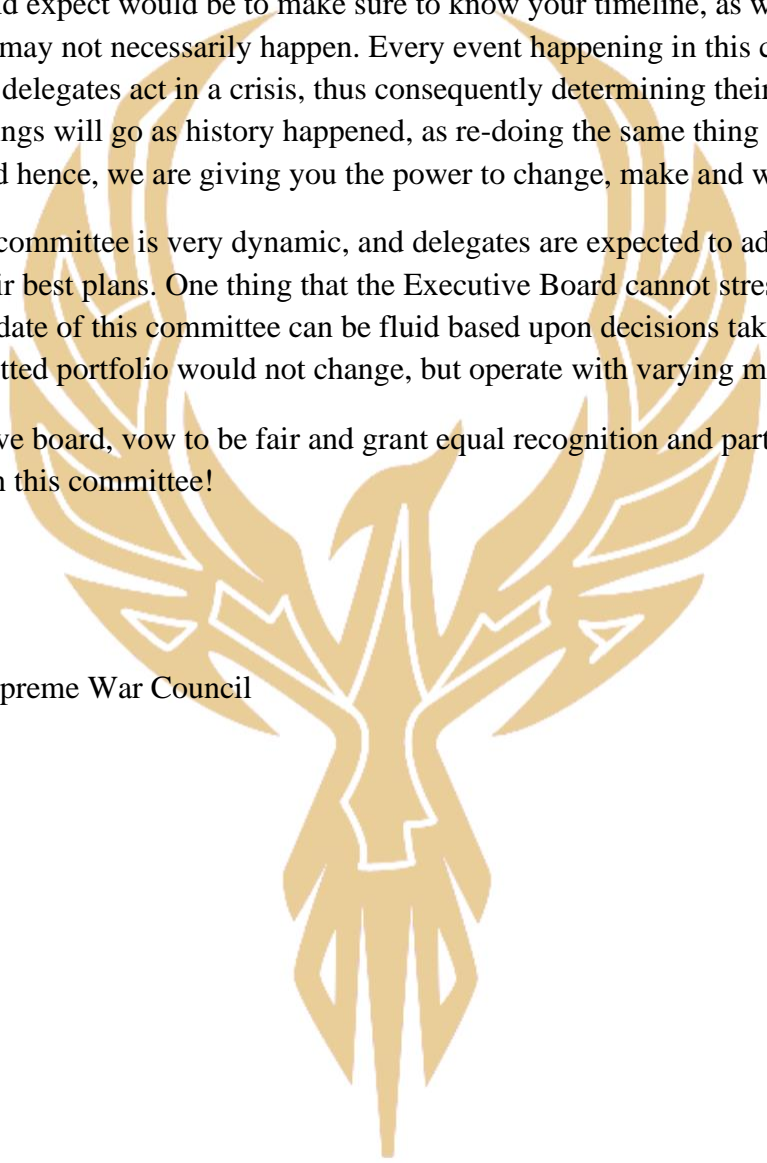 d expect would be to make sure to know your timeline, as w
may not necessarily happen. Every event happening in this c
delegates act in a crisis, thus consequently determining their
ngs will go as history happened, as re-doing the same thing
d hence, we are giving you the power to change, make and w
committee is very dynamic, and delegates are expected to ad
ir best plans. One thing that the Executive Board cannot stres
date of this committee can be fluid based upon decisions tak
tted portfolio would not change, but operate with varying m
ve board, vow to be fair and grant equal recognition and part
n this committee!
preme War Council